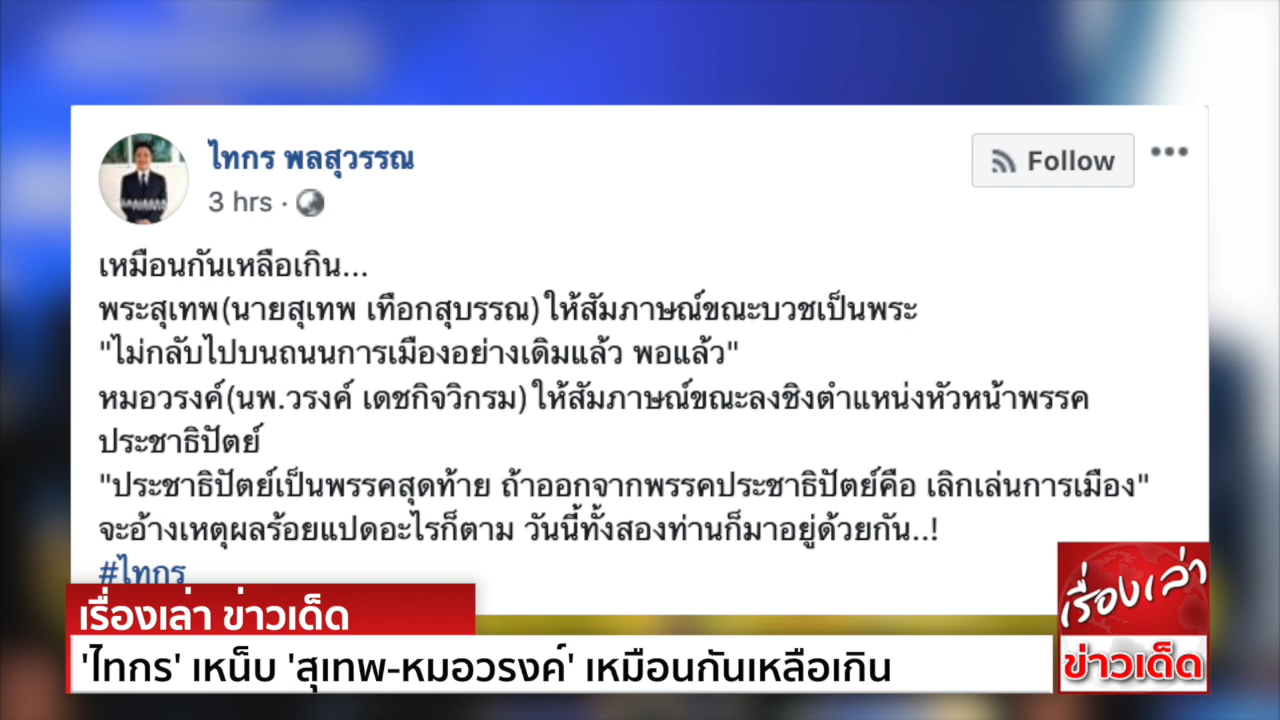 ไทกร พลสุวรรณ
3 hrs ·
Follow
เหมือนกันเหลือเกิน...
พระสุเทพ(นายสุเทพ เทือกสุบรรณ) ให้สัมภาษณ์ขณะบวชเป็นพระ
"ไม่กลับไปบนถนนการเมืองอย่างเดิมแล้ว พอแล้ว"
หมอวรงค์(นพ.วรงค์ เดชกิจวิกรม) ให้สัมภาษณ์ขณะลงชิงตำแหน่งหัวหน้าพรรค
ประชาธิปัตย์
"ประชาธิปัตย์เป็นพรรคสุดท้าย ถ้าออกจากพรรคประชาธิปัตย์คือ เลิกเล่นการเมือง"
จะอ้างเหตุผลร้อยแปดอะไรก็ตาม วันนี้ทั้งสองท่านก็มาอยู่ด้วยกัน..!
#ไทกร
เรื่องเล่า ข่าวเด็ด
'ไทกร' เหน็บ 'สุเทพ-หมอวรงค์' เหมือนกันเหลือเกิน
เรื่องเล่า
ข่าวเด็ด